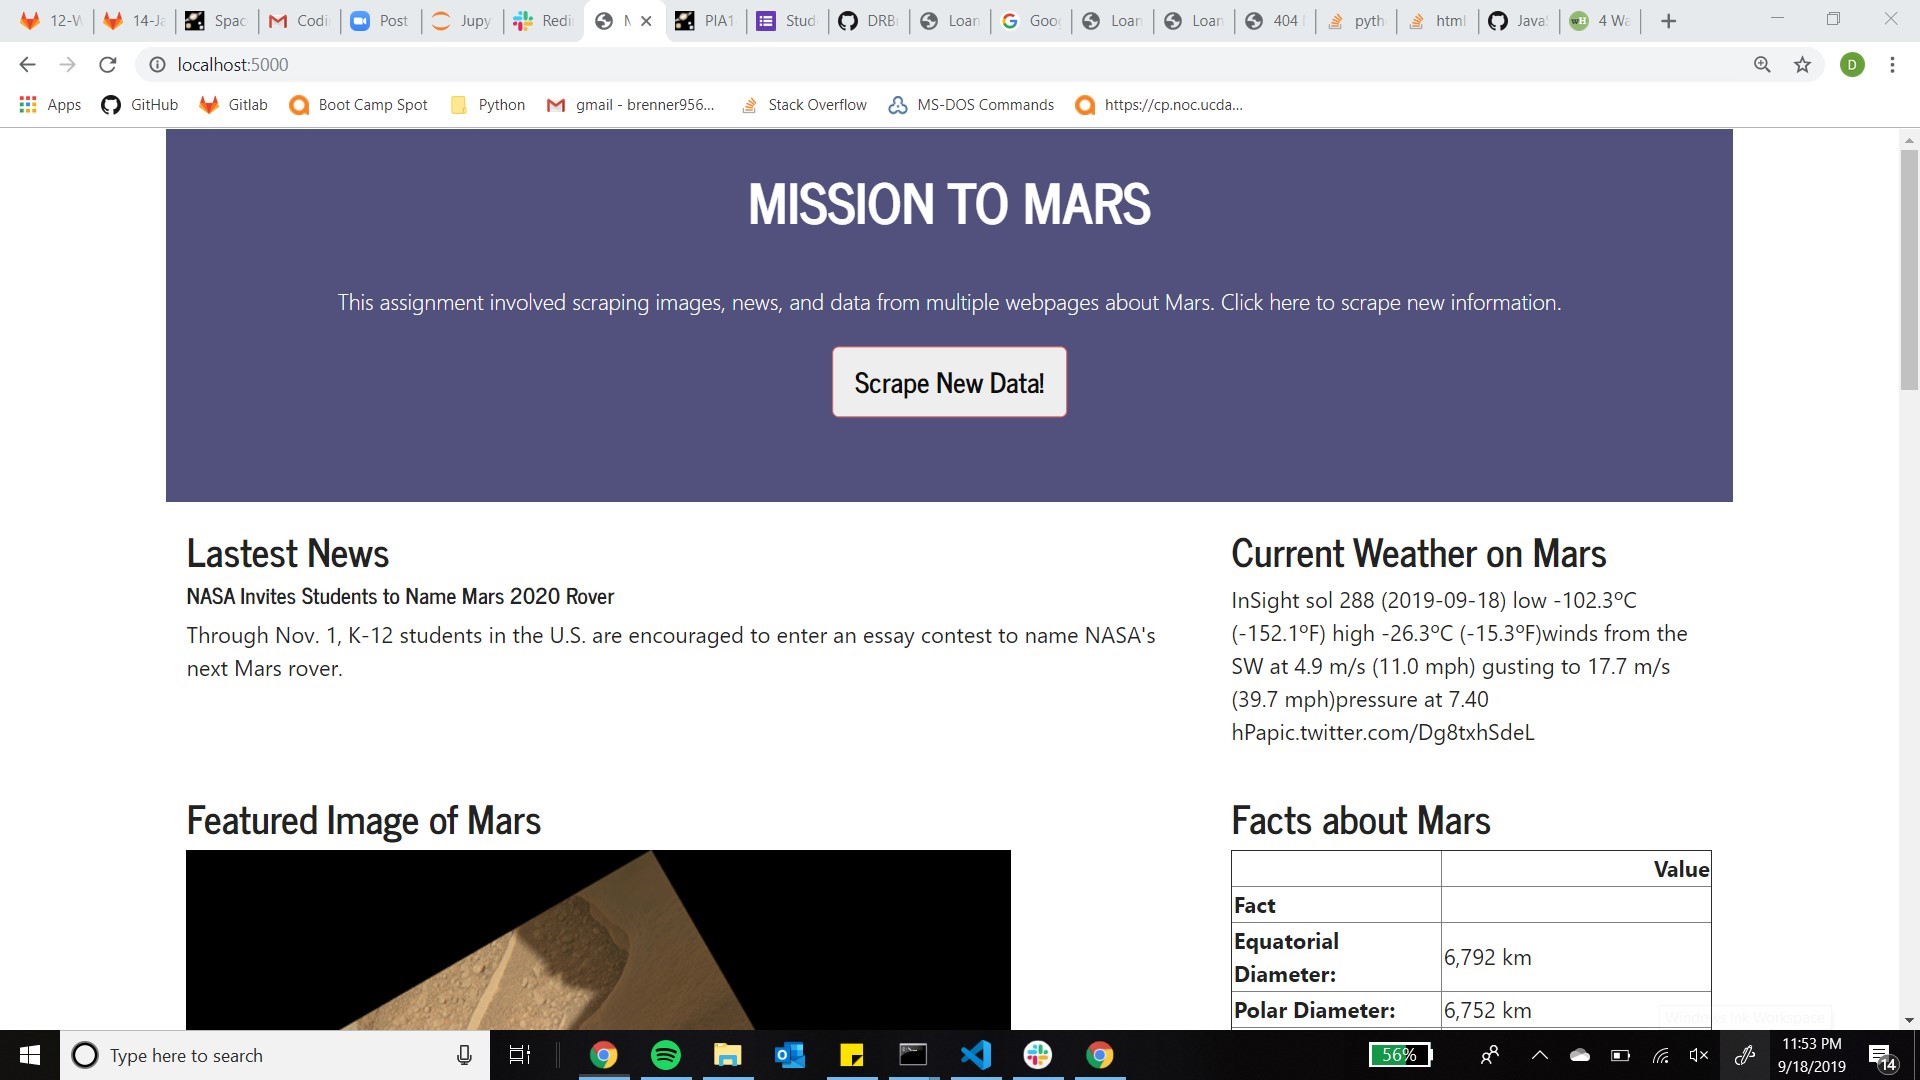 12-W
14-Ja
Spac
Codi
Post
Jupy
Redi
PIA1
Stud
DRB
Loan
Goo
Loan
Loan
404
pyth
html
Java
4 Wa
localhost:5000
D
Apps
GitHub
Gitlab
Boot Camp Spot
Python
gmail - brenner956...
Stack Overflow
MS-DOS Commands
https://cp.noc.ucda...
MISSION TO MARS
This assignment involved scraping images, news, and data from multiple webpages about Mars. Click here to scrape new information.
Scrape New Data!
Lastest News
NASA Invites Students to Name Mars 2020 Rover
Through Nov. 1, K-12 students in the U.S. are encouraged to enter an essay contest to name NASA's
next Mars rover.
Current Weather on Mars
InSight sol 288 (2019-09-18) low -102.3ºC
(-152.1ºF) high -26.3ºC (-15.3ºF)winds from the
SW at 4.9 m/s (11.0 mph) gusting to 17.7 m/s
(39.7 mph)pressure at 7.40
hPapic.twitter.com/Dg8txhSdeL
Featured Image of Mars
Facts about Mars
Value
Fact
Equatorial
Diameter:
6,792 km
Polar Diameter:
6,752 km
Windows Ink Workspace
Type here to search
56%
11:53 PM
9/18/2019
14